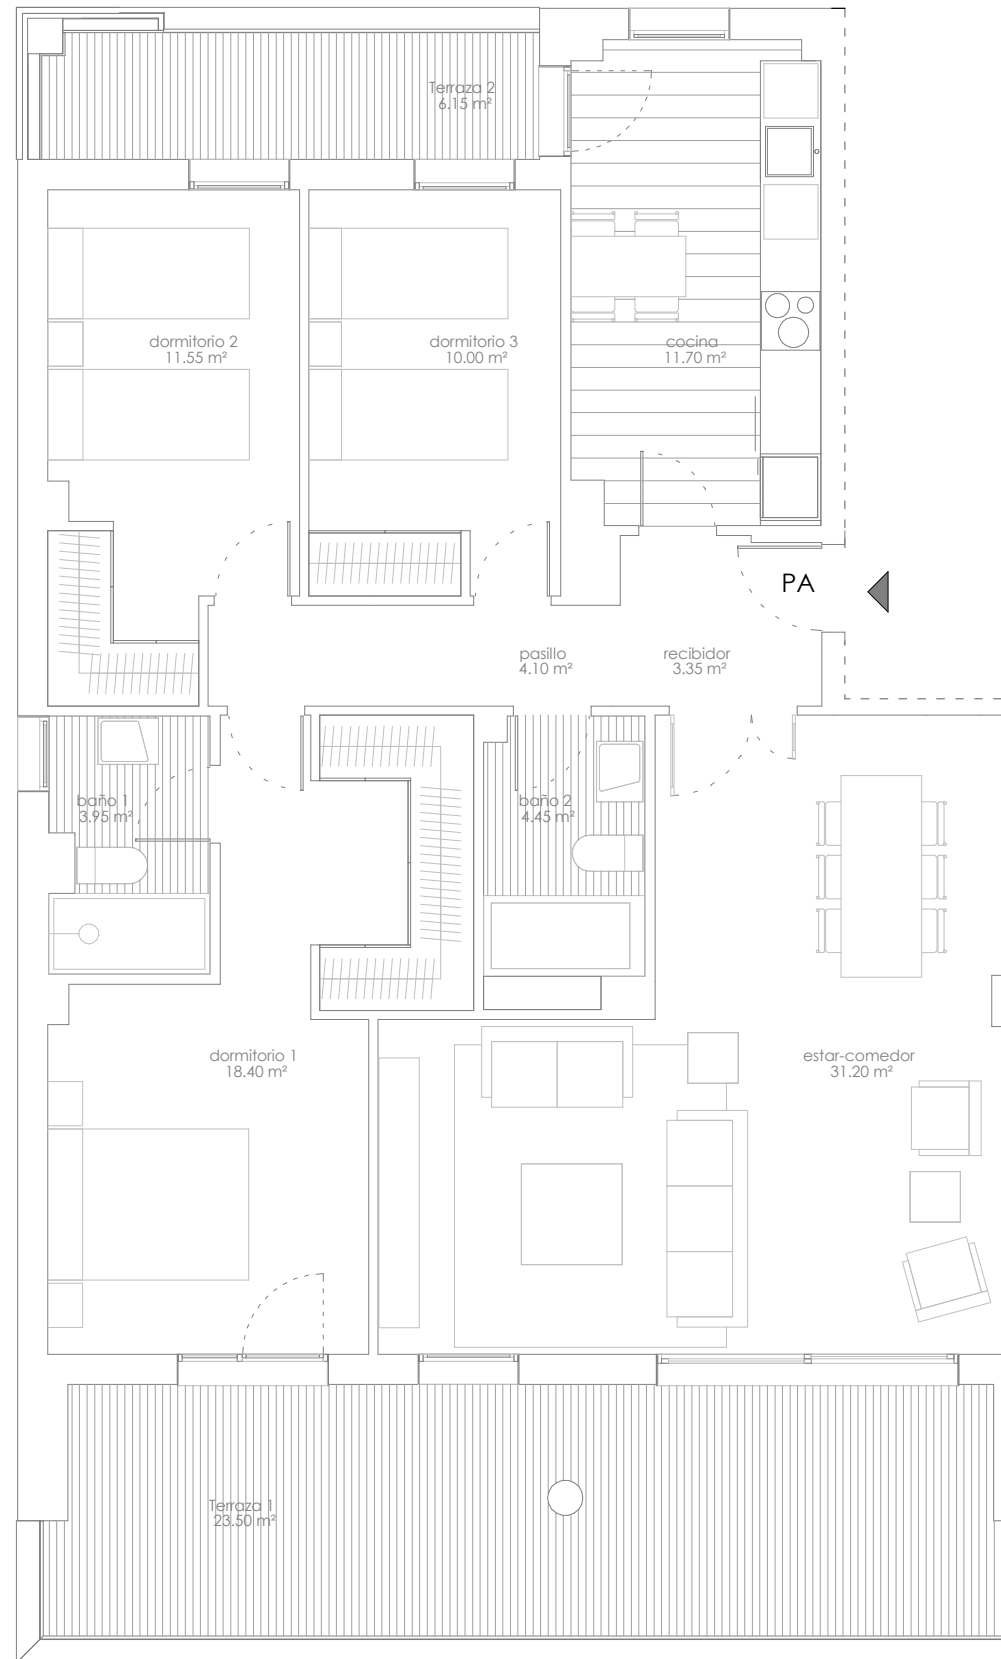 Terraza 2
6.15 m²
dormitorio 2
11.55 m²
dormitorio 3
10.00 m²
cocina
11.70 m²
PA
pasillo
4.10 m²
recibidor
3.35 m²
baño 1
3.95 m²
baño 2
4.45 m²
dormitorio 1
18.40 m²
estar-comedor
31.20 m²
Terraza 1
23.50 m²